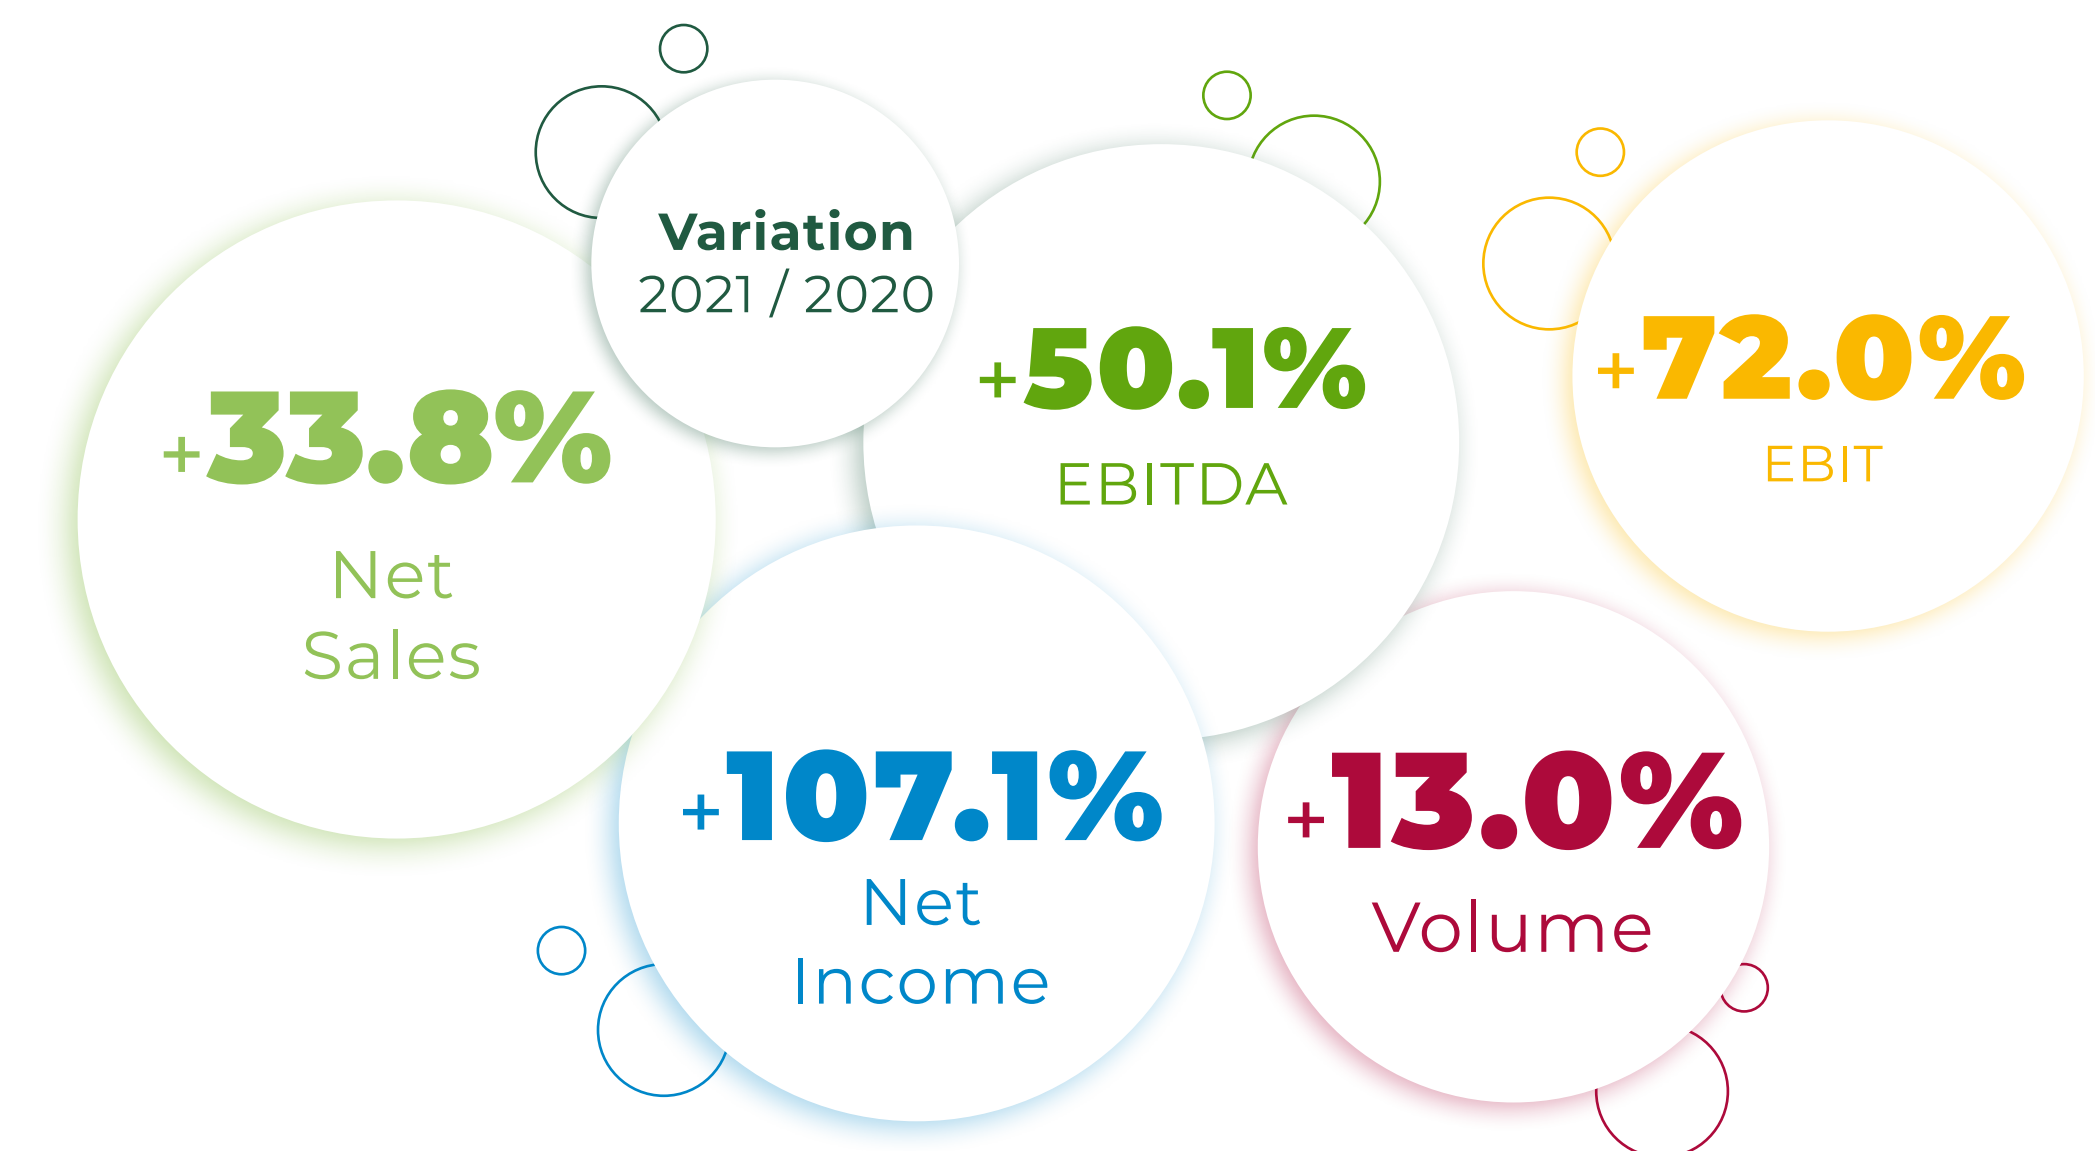 Variation
2021 / 2020
+33.8%
Net
Sales
+50.1%
EBITDA
+72.0%
EBIT
+107.1%
Net
Income
+13.0%
Volume